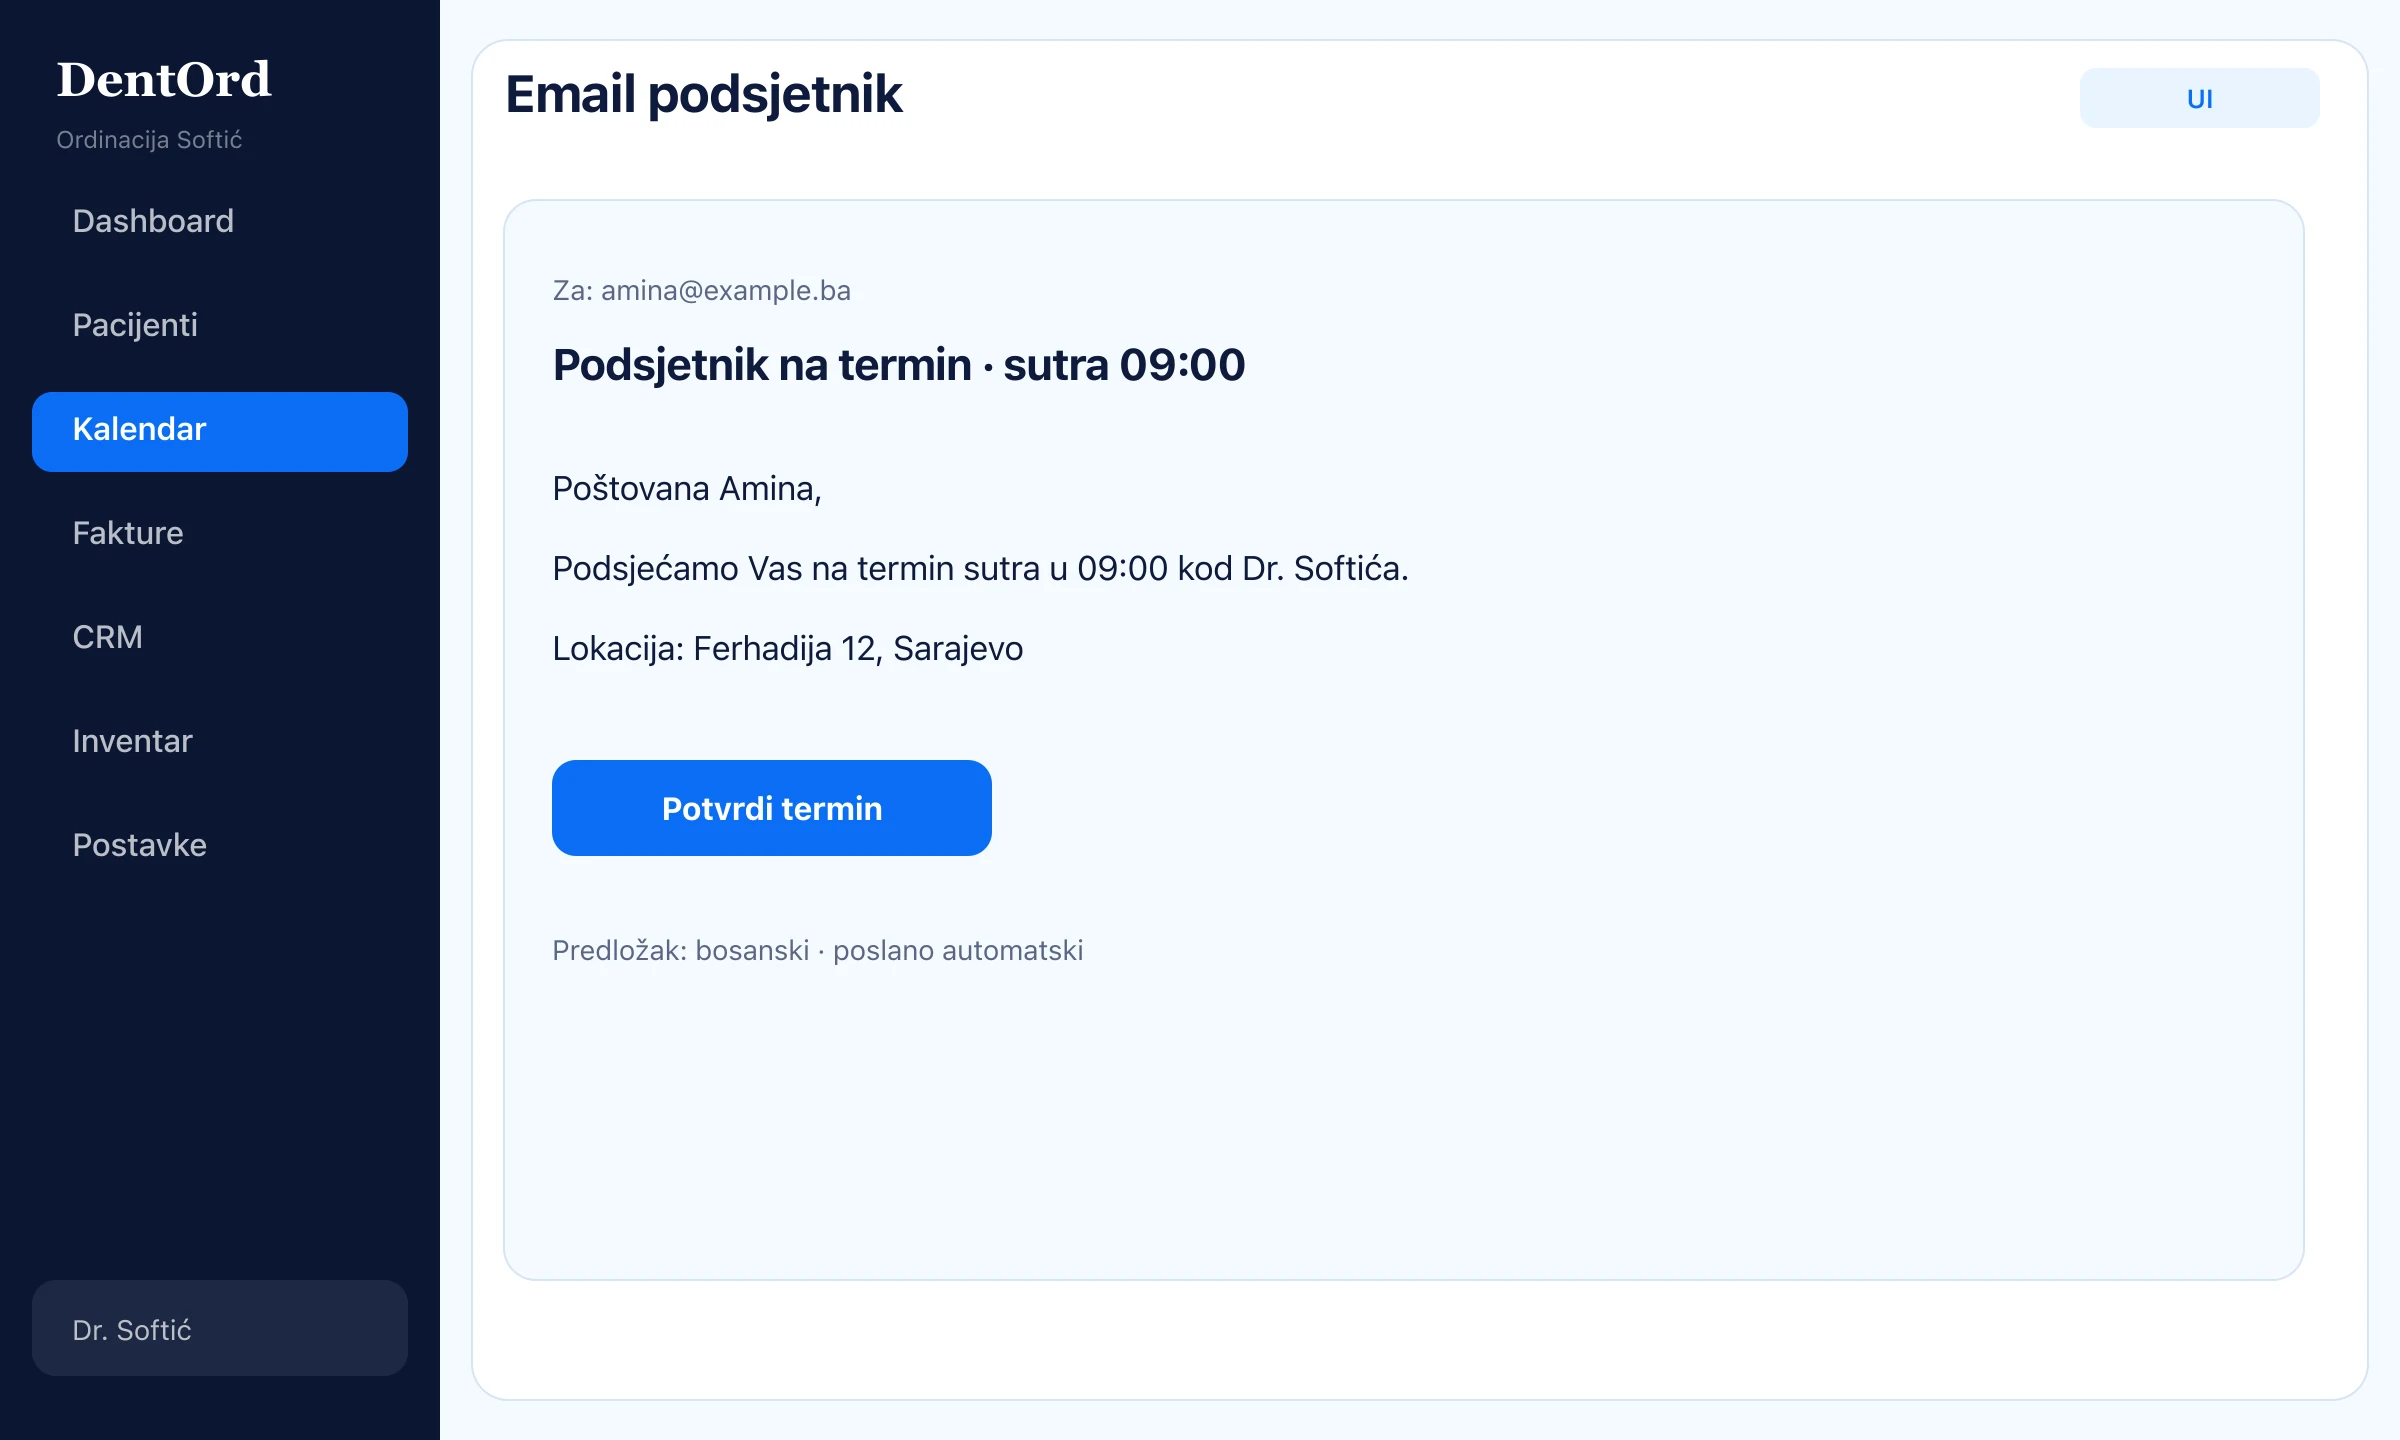 DentOrd
Ordinacija Softić
Dashboard
Pacijenti
Kalendar
Fakture
CRM
Inventar
Postavke
Dr. Softić
Email podsjetnik
UI
Za: amina@example.ba
Podsjetnik na termin · sutra 09:00
Poštovana Amina,
Podsjećamo Vas na termin sutra u 09:00 kod Dr. Softića.
Lokacija: Ferhadija 12, Sarajevo
Potvrdi termin
Predložak: bosanski · poslano automatski